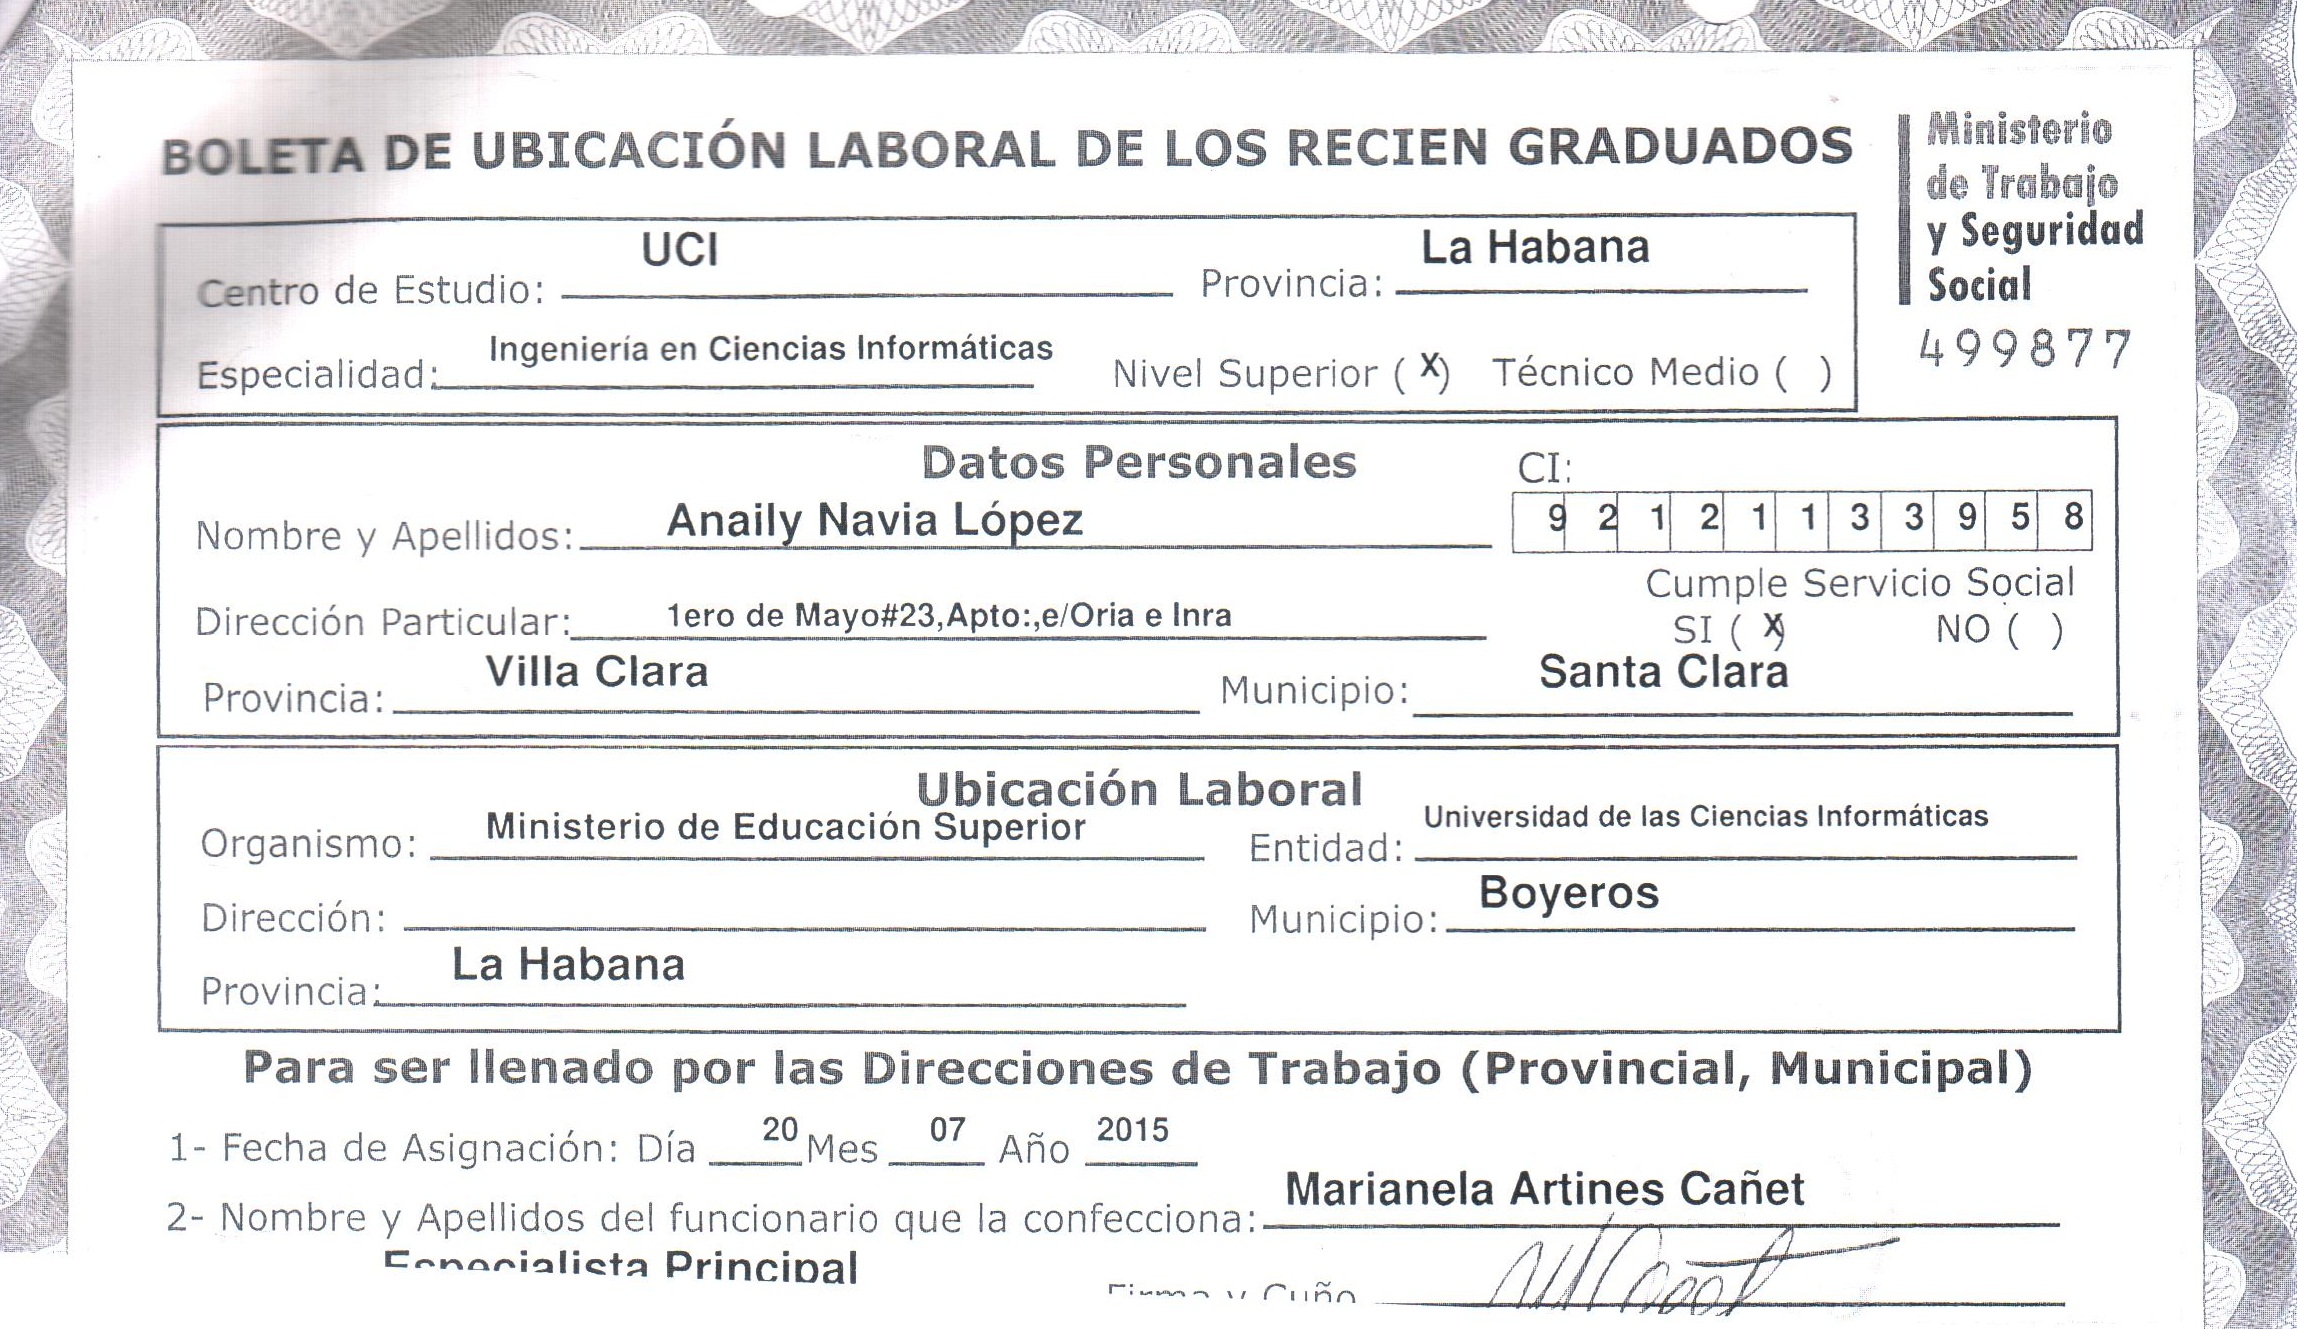 BOLETA DE UBICACIÓN LABORAL DE LOS RECIEN GRADUADOS
Ministerio
de Trabajo
y Seguridad
Social
499877
Centro de Estudio: UCI Provincia: La Habana
Especialidad: Ingeniería en Ciencias Informáticas Nivel Superior ( X) Técnico Medio ( )
Datos Personales
CI:
Nombre y Apellidos: Anaily Navia López 9 2 1 2 1 1 3 3 9 5 8
Cumple Servicio Social
Dirección Particular: 1ero de Mayo#23,Apto:,e/Oria e Inra SI ( X) NO ( )
Provincia: Villa Clara Municipio: Santa Clara
Ubicación Laboral
Organismo: Ministerio de Educación Superior Entidad: Universidad de las Ciencias Informáticas
Dirección: Municipio: Boyeros
Provincia: La Habana
Para ser llenado por las Direcciones de Trabajo (Provincial, Municipal)
1- Fecha de Asignación: Día 20 Mes 07 Año 2015
2- Nombre y Apellidos del funcionario que la confecciona: Marianela Artines Cañet
Especialista Principal
Firma y Cuño